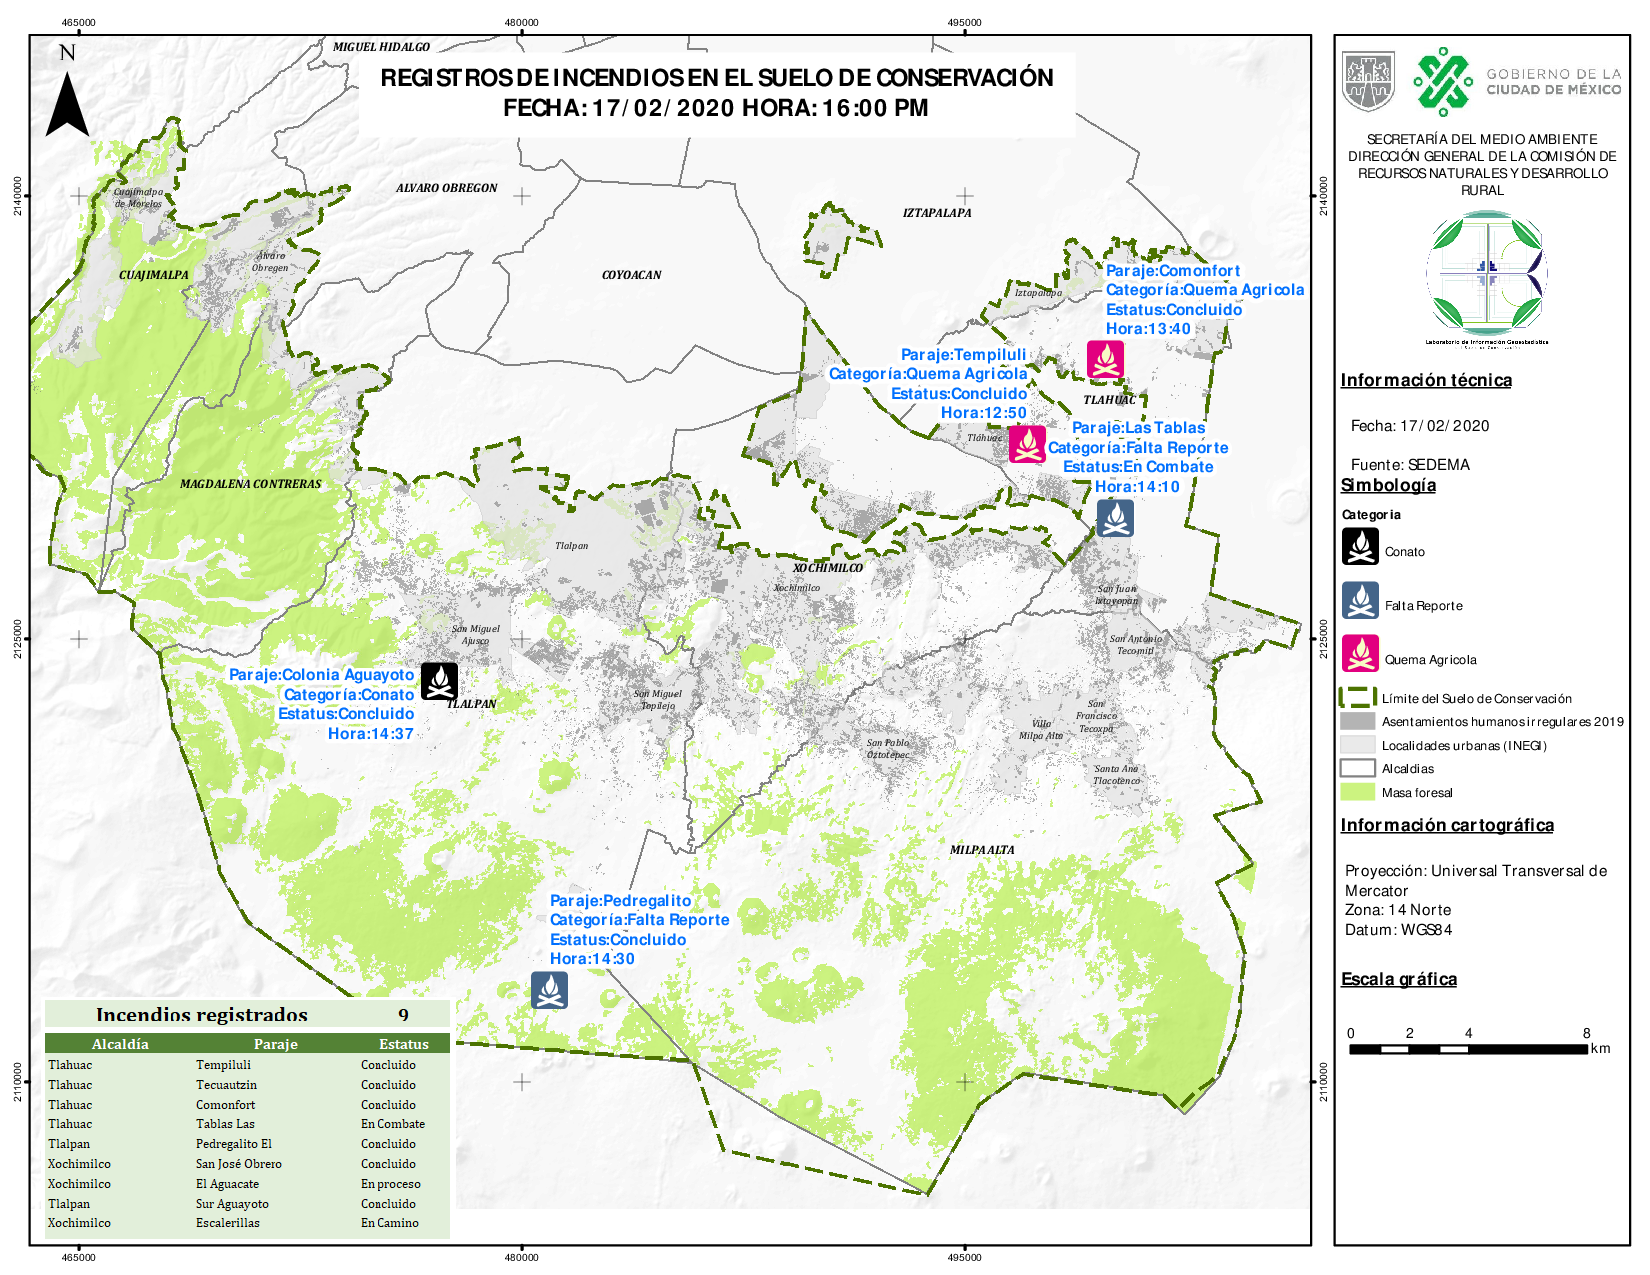 465000
480000
495000
MIGUEL HIDALGO
N
REGISTROS DE INCENDIOS EN EL SUELO DE CONSERVACIÓN
FECHA: 17/02/2020 HORA: 16:00 PM
2140000
2140000
Cuajimalpa
de Morelos
ALVARO OBREGON
IZTAPALAPA
CUAJIMALPA
Álvaro
Obregon
COYOACAN
Iztapalapa
Paraje:Comonfort
Categoría:Quema Agricola
Estatus:Concluido
Hora:13:40
Paraje:Tempiluli
Categoría:Quema Agricola
Estatus:Concluido
Hora:12:50
TLAHUAC
Tláhuac
Paraje:Las Tablas
Categoría:Falta Reporte
Estatus:En Combate
Hora:14:10
MAGDALENA CONTRERAS
Tlalpan
XOCHIMILCO
Xochimilco
San Juan
Ixtayopan
San Miguel
Ajusco
San Antonio
Tecomitl
2125000
2125000
Paraje:Colonia Aguayoto
Categoría:Conato
Estatus:Concluido
Hora:14:37
TLALPAN
San Miguel
Topilejo
San
Francisco
Tecoxpa
Villa
Milpa Alta
San Pablo
Oztotepec
Santa Ana
Tlacotenco
MILPA ALTA
Paraje:Pedregalito
Categoría:Falta Reporte
Estatus:Concluido
Hora:14:30
2110000
2110000
Incendios registrados 9
Alcaldía Paraje Estatus
Tlahuac Tempiluli Concluido
Tlahuac Tecuautzin Concluido
Tlahuac Comonfort Concluido
Tlahuac Tablas Las En Combate
Tlalpan Pedregalito El Concluido
Xochimilco San José Obrero Concluido
Xochimilco El Aguacate En proceso
Tlalpan Sur Aguayoto Concluido
Xochimilco Escalerillas En Camino
465000
480000
495000
GOBIERNO DE LA
CIUDAD DE MÉXICO
SECRETARÍA DEL MEDIO AMBIENTE
DIRECCIÓN GENERAL DE LA COMISIÓN DE
RECURSOS NATURALES Y DESARROLLO
RURAL
Laboratorio de Información Geoestadística
Información técnica
Fecha: 17/02/2020
Fuente: SEDEMA
Simbología
Categoria
Conato
Falta Reporte
Quema Agricola
Límite del Suelo de Conservación
Asentamientos humanos irregulares 2019
Localidades urbanas (INEGI)
Alcaldias
Masa foresal
Información cartográfica
Proyección: Universal Transversal de
Mercator
Zona: 14 Norte
Datum: WGS84
Escala gráfica
0 2 4 8
km